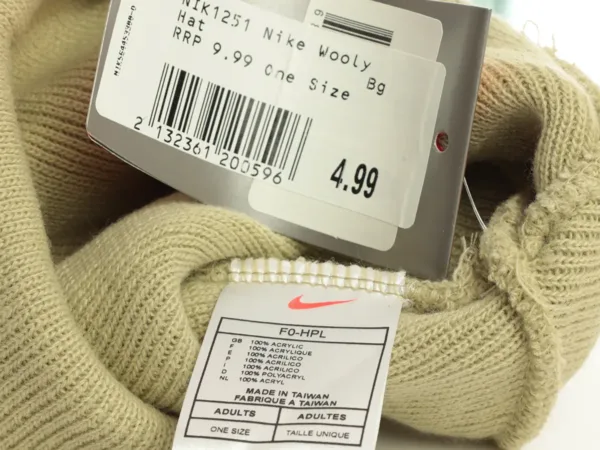 NIK1251 Nike Wooly
Hat Bg
RRP 9.99 One Size
2 132361 200596
4.99
F0-HPL
GB 100% ACRYLIC
F 100% ACRYLIQUE
E 100% ACRILICO
P 100% ACRILICO
I 100% ACRILICO
D 100% POLYACRYL
NL 100% ACRYL
MADE IN TAIWAN
FABRIQUE A TAIWAN
ADULTS ADULTES
ONE SIZE TAILLE UNIQUE